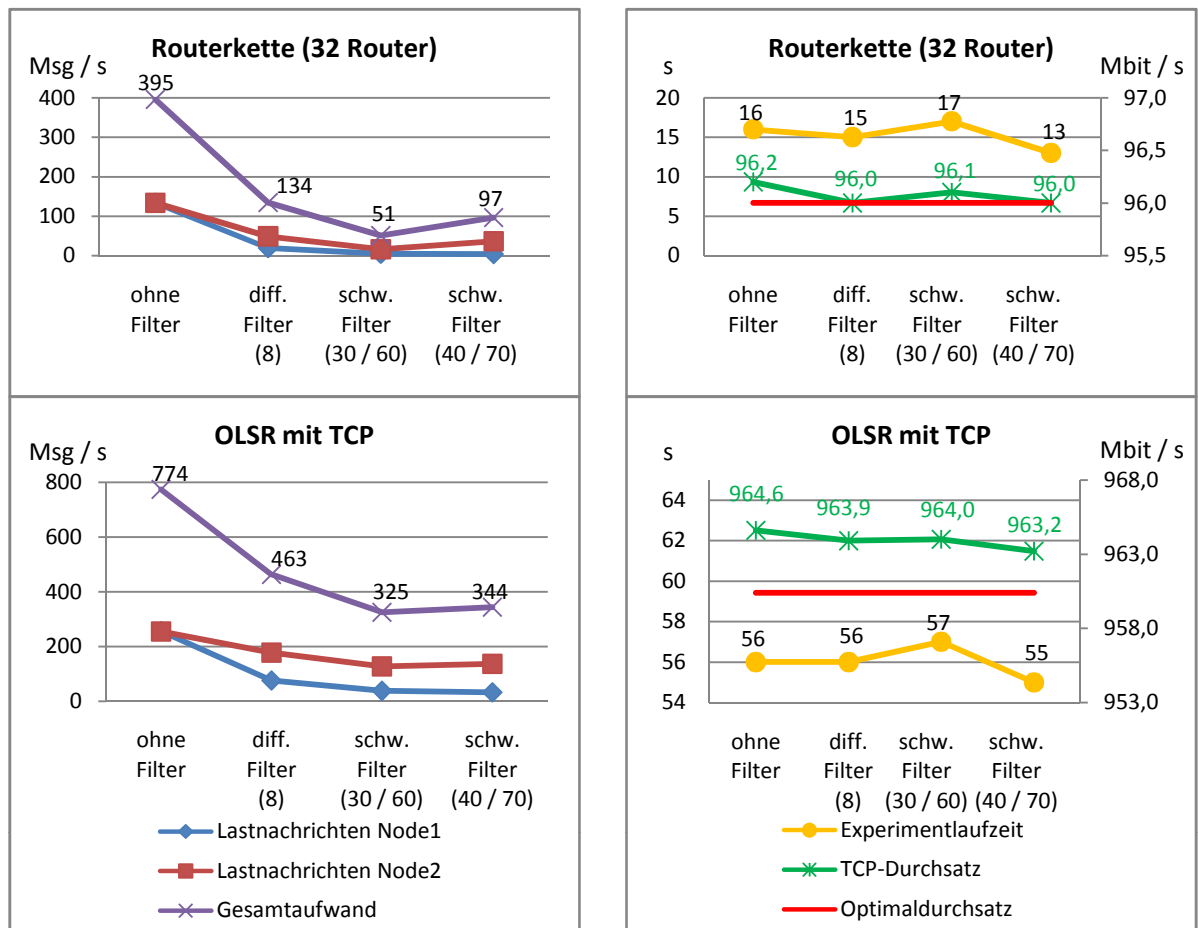 Routerkette (32 Router)
Msg / s
395
400
300
200
100
0
134
51
97
ohne
Filter
diff.
Filter
(8)
schw.
Filter
(30 / 60)
schw.
Filter
(40 / 70)
Routerkette (32 Router)
s
Mbit / s
20
15
10
5
0
97,0
96,5
96,0
95,5
16
15
17
13
96,2
96,0
96,1
96,0
ohne
Filter
diff.
Filter
(8)
schw.
Filter
(30 / 60)
schw.
Filter
(40 / 70)
OLSR mit TCP
Msg / s
800
600
400
200
0
774
463
325
344
ohne
Filter
diff.
Filter
(8)
schw.
Filter
(30 / 60)
schw.
Filter
(40 / 70)
Lastnachrichten Node1
Lastnachrichten Node2
Gesamtaufwand
OLSR mit TCP
s
Mbit / s
64
62
60
58
56
54
968,0
963,0
958,0
953,0
964,6
963,9
964,0
963,2
56
56
57
55
ohne
Filter
diff.
Filter
(8)
schw.
Filter
(30 / 60)
schw.
Filter
(40 / 70)
Experimentlaufzeit
TCP-Durchsatz
Optimaldurchsatz